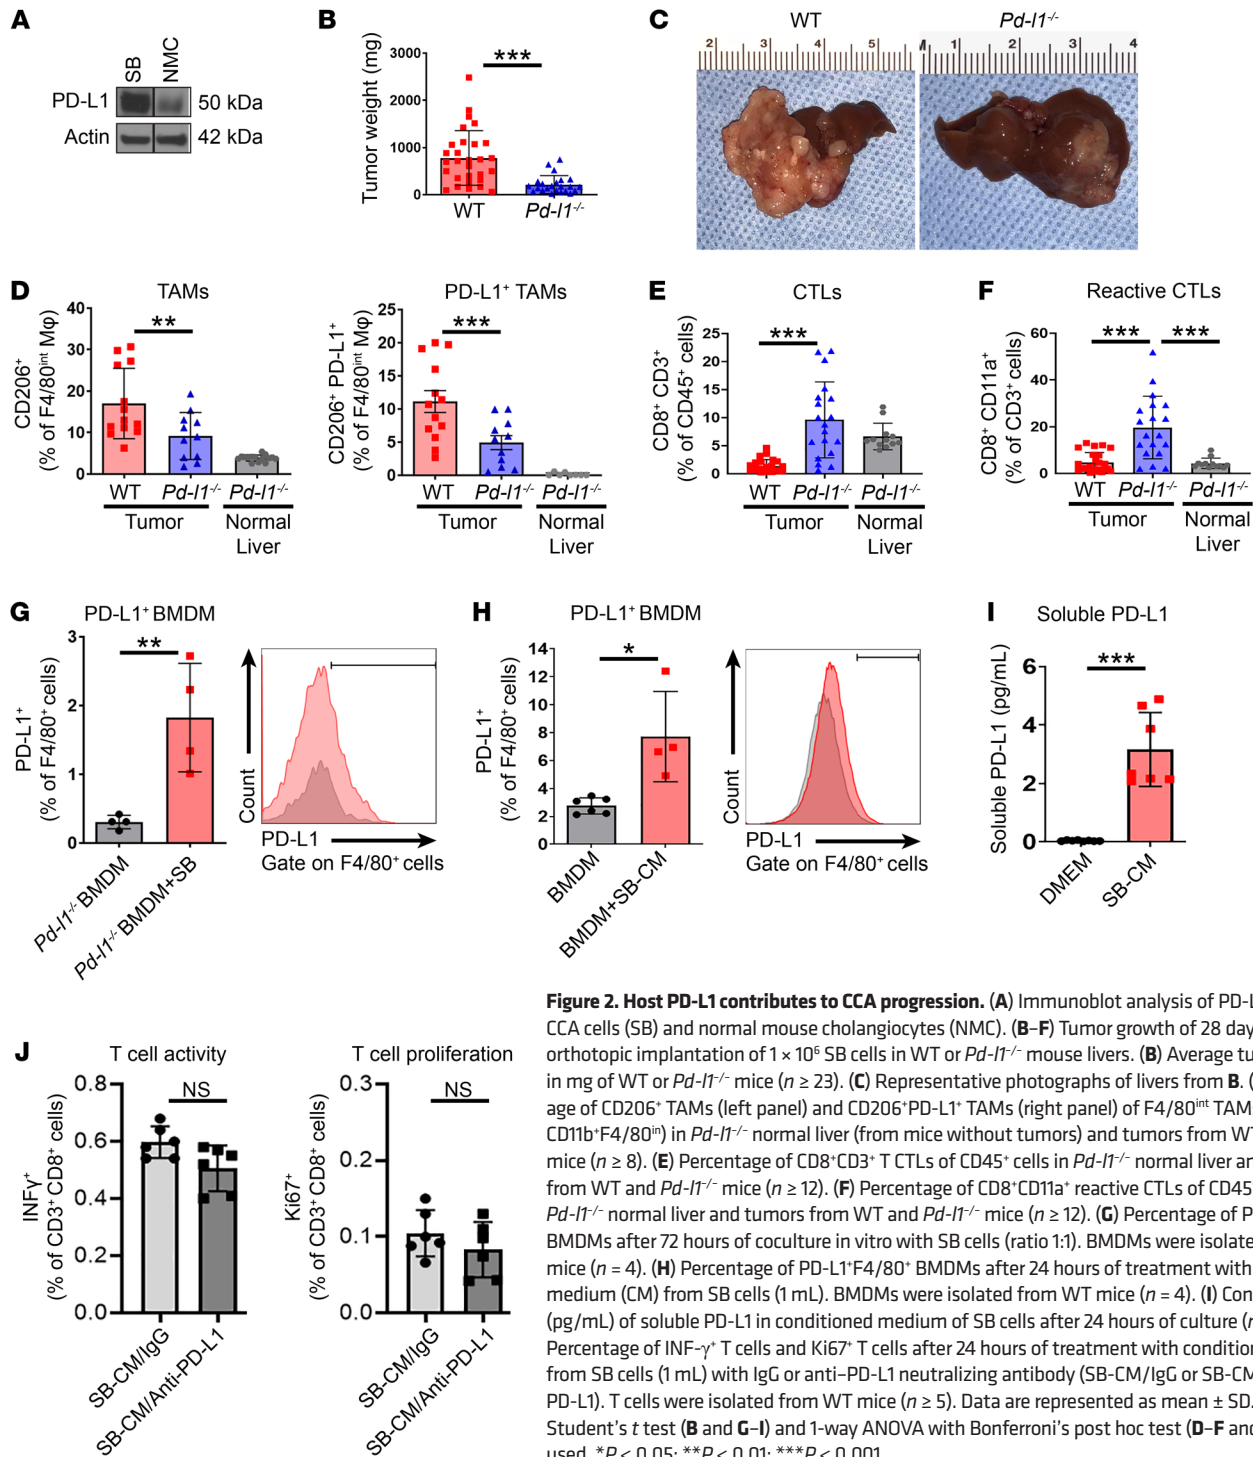 A
SB
NMC
PD-L1
50 kDa
Actin
42 kDa
B
Tumor weight (mg)
3000
2000
1000
0
***
WT
Pd-l1-/-
C
WT
Pd-l1-/-
2 3 4 5
1 2 3 4
D
TAMs
CD206+
(% of F4/80int Mφ)
40
30
20
10
0
**
WT Pd-l1-/- Pd-l1-/-
Tumor
Normal
Liver
PD-L1+ TAMs
CD206+ PD-L1+
(% of F4/80int Mφ)
25
20
15
10
5
0
***
WT Pd-l1-/- Pd-l1-/-
Tumor
Normal
Liver
E
CTLs
CD8+ CD3+
(% of CD45+ cells)
25
20
15
10
5
0
***
WT Pd-l1-/- Pd-l1-/-
Tumor
Normal
Liver
F
Reactive CTLs
CD8+ CD11a+
(% of CD3+ cells)
60
40
20
0
*** ***
WT Pd-l1-/- Pd-l1-/-
Tumor
Normal
Liver
G
PD-L1+ BMDM
PD-L1+
(% of F4/80+ cells)
3
2
1
0
**
Pd-l1-/- BMDM
Pd-l1-/- BMDM+SB
Count
PD-L1
Gate on F4/80+ cells
H
PD-L1+ BMDM
PD-L1+
(% of F4/80+ cells)
14
12
10
8
6
4
2
0
*
BMDM
BMDM+SB-CM
Count
PD-L1
Gate on F4/80+ cells
I
Soluble PD-L1
Soluble PD-L1 (pg/mL)
6
4
2
0
***
DMEM
SB-CM
J
T cell activity
INFγ+
(% of CD3+ CD8+ cells)
0.8
0.6
0.4
0.2
0.0
NS
SB-CM/IgG
SB-CM/Anti-PD-L1
T cell proliferation
Ki67+
(% of CD3+ CD8+ cells)
0.3
0.2
0.1
0.0
NS
SB-CM/IgG
SB-CM/Anti-PD-L1
Figure 2. Host PD-L1 contributes to CCA progression. (A) Immunoblot analysis of PD-L
CCA cells (SB) and normal mouse cholangiocytes (NMC). (B–F) Tumor growth of 28 day
orthotopic implantation of 1 × 10⁶ SB cells in WT or Pd-l1–/– mouse livers. (B) Average tu
in mg of WT or Pd-l1–/– mice (n ≥ 23). (C) Representative photographs of livers from B. (
age of CD206+ TAMs (left panel) and CD206+PD-L1+ TAMs (right panel) of F4/80int TAMs
CD11b+F4/80in) in Pd-l1–/– normal liver (from mice without tumors) and tumors from WT
mice (n ≥ 8). (E) Percentage of CD8+CD3+ T CTLs of CD45+ cells in Pd-l1–/– normal liver an
from WT and Pd-l1–/– mice (n ≥ 12). (F) Percentage of CD8+CD11a+ reactive CTLs of CD45
Pd-l1–/– normal liver and tumors from WT and Pd-l1–/– mice (n ≥ 12). (G) Percentage of P
BMDMs after 72 hours of coculture in vitro with SB cells (ratio 1:1). BMDMs were isolate
mice (n = 4). (H) Percentage of PD-L1+F4/80+ BMDMs after 24 hours of treatment with
medium (CM) from SB cells (1 mL). BMDMs were isolated from WT mice (n = 4). (I) Con
(pg/mL) of soluble PD-L1 in conditioned medium of SB cells after 24 hours of culture (n
Percentage of INF-γ+ T cells and Ki67+ T cells after 24 hours of treatment with condition
from SB cells (1 mL) with IgG or anti–PD-L1 neutralizing antibody (SB-CM/IgG or SB-CM
PD-L1). T cells were isolated from WT mice (n ≥ 5). Data are represented as mean ± SD.
Student's t test (B and G–I) and 1-way ANOVA with Bonferroni's post hoc test (D–F and
used. *P < 0.05; **P < 0.01; ***P < 0.001